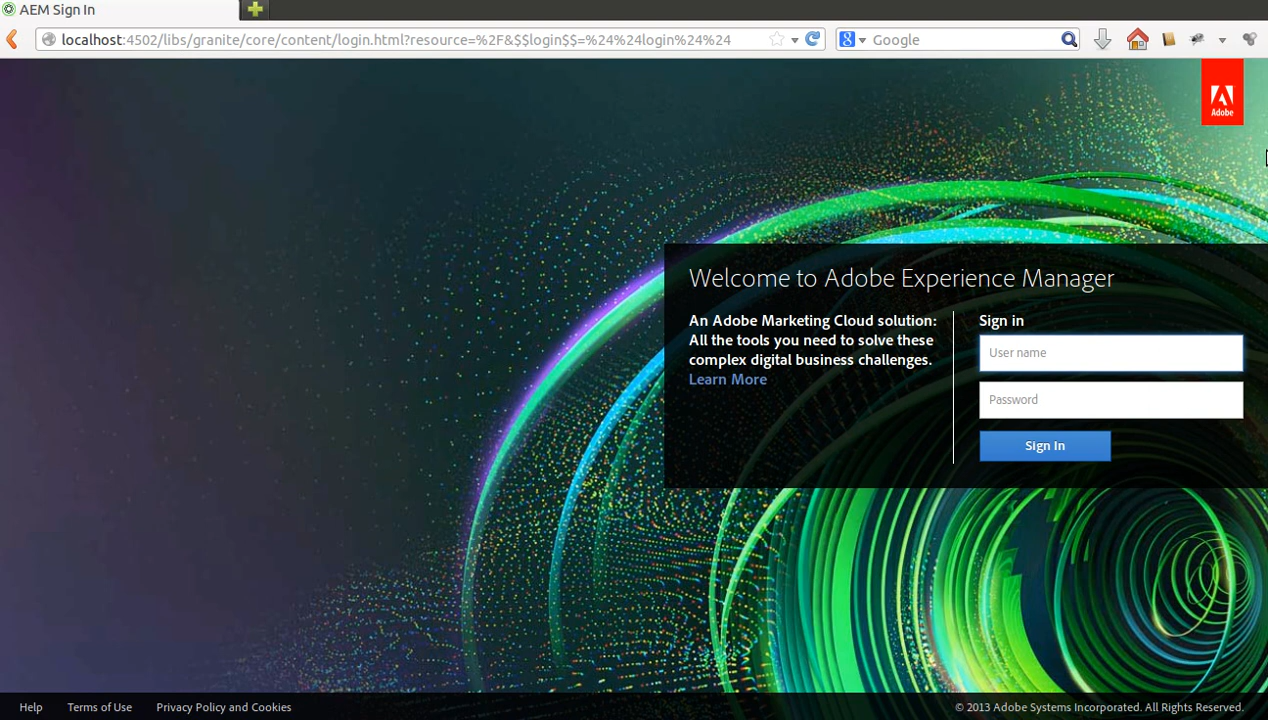 AEM Sign In
localhost:4502/libs/granite/core/content/login.html?resource=%2F&$$login$$=%24%24login%24%24
Google
Adobe
Welcome to Adobe Experience Manager
An Adobe Marketing Cloud solution:
All the tools you need to solve these
complex digital business challenges.
Learn More
Sign in
User name
Password
Sign In
Help
Terms of Use
Privacy Policy and Cookies
© 2013 Adobe Systems Incorporated. All Rights Reserved.